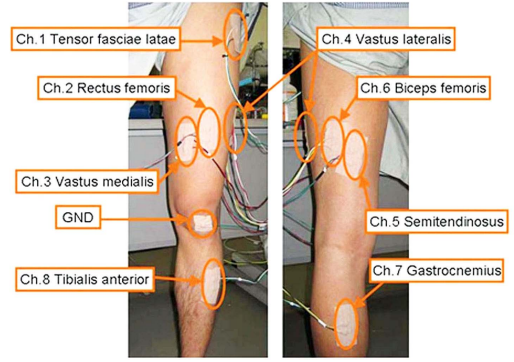 Ch.1 Tensor fasciae latae
Ch.4 Vastus lateralis
Ch.2 Rectus femoris
Ch.6 Biceps femoris
Ch.3 Vastus medialis
GND
Ch.5 Semitendinosus
Ch.8 Tibialis anterior
Ch.7 Gastrocnemius